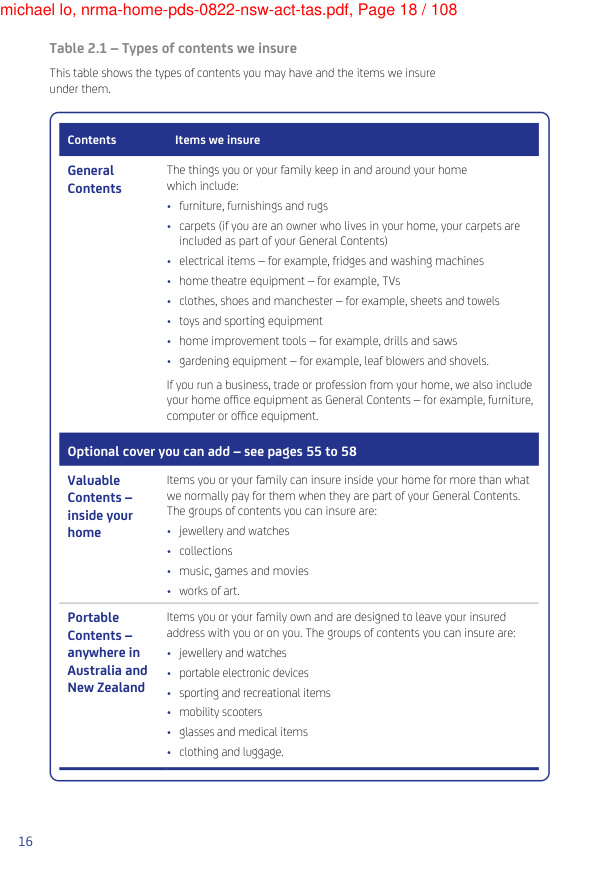 michael lo, nrma-home-pds-0822-nsw-act-tas.pdf, Page 18 / 108
Table 2.1 – Types of contents we insure
This table shows the types of contents you may have and the items we insure
under them.
Contents Items we insure
General
Contents
The things you or your family keep in and around your home
which include:
• furniture, furnishings and rugs
• carpets (if you are an owner who lives in your home, your carpets are
included as part of your General Contents)
• electrical items – for example, fridges and washing machines
• home theatre equipment – for example, TVs
• clothes, shoes and manchester – for example, sheets and towels
• toys and sporting equipment
• home improvement tools – for example, drills and saws
• gardening equipment – for example, leaf blowers and shovels.
If you run a business, trade or profession from your home, we also include
your home office equipment as General Contents – for example, furniture,
computer or office equipment.
Optional cover you can add – see pages 55 to 58
Valuable
Contents –
inside your
home
Items you or your family can insure inside your home for more than what
we normally pay for them when they are part of your General Contents.
The groups of contents you can insure are:
• jewellery and watches
• collections
• music, games and movies
• works of art.
Portable
Contents –
anywhere in
Australia and
New Zealand
Items you or your family own and are designed to leave your insured
address with you or on you. The groups of contents you can insure are:
• jewellery and watches
• portable electronic devices
• sporting and recreational items
• mobility scooters
• glasses and medical items
• clothing and luggage.
16